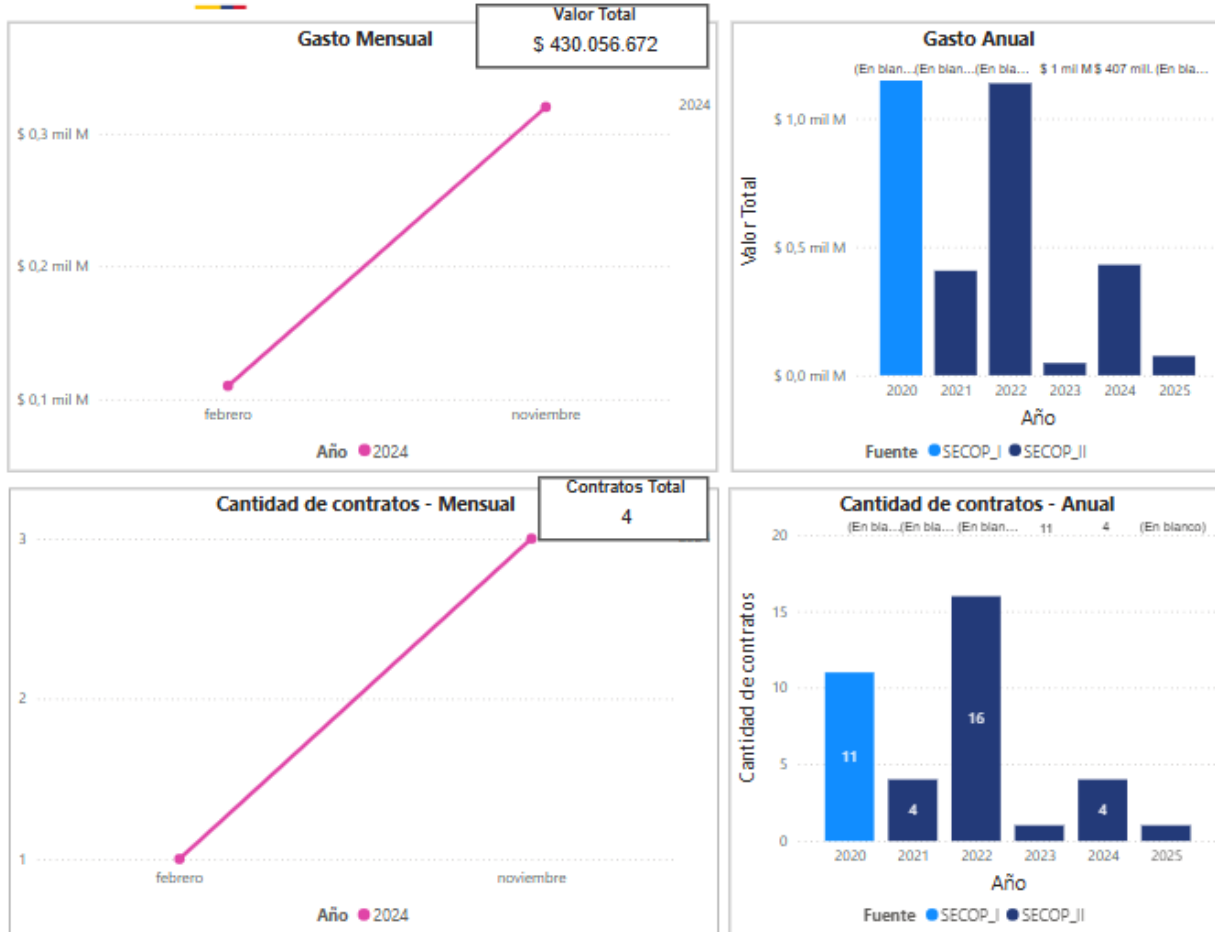 Gasto Mensual
Valor Total
$ 430.056.672
2024
$ 0,3 mil M
$ 0,2 mil M
$ 0,1 mil M
febrero noviembre
Año 2024
Gasto Anual
(En blan... (En blan... (En bla... $ 1 mil M $ 407 mill. (En bla...
Valor Total
$ 1,0 mil M
$ 0,5 mil M
$ 0,0 mil M
2020 2021 2022 2023 2024 2025
Año
Fuente SECOP_I SECOP_II
Cantidad de contratos - Mensual
Contratos Total
4
3
2
1
febrero noviembre
Año 2024
Cantidad de contratos - Anual
(En bla... (En bla... (En blan... 11 4 (En blanco)
Cantidad de contratos
20
15
10
5
0
11 4 16 4
2020 2021 2022 2023 2024 2025
Año
Fuente SECOP_I SECOP_II